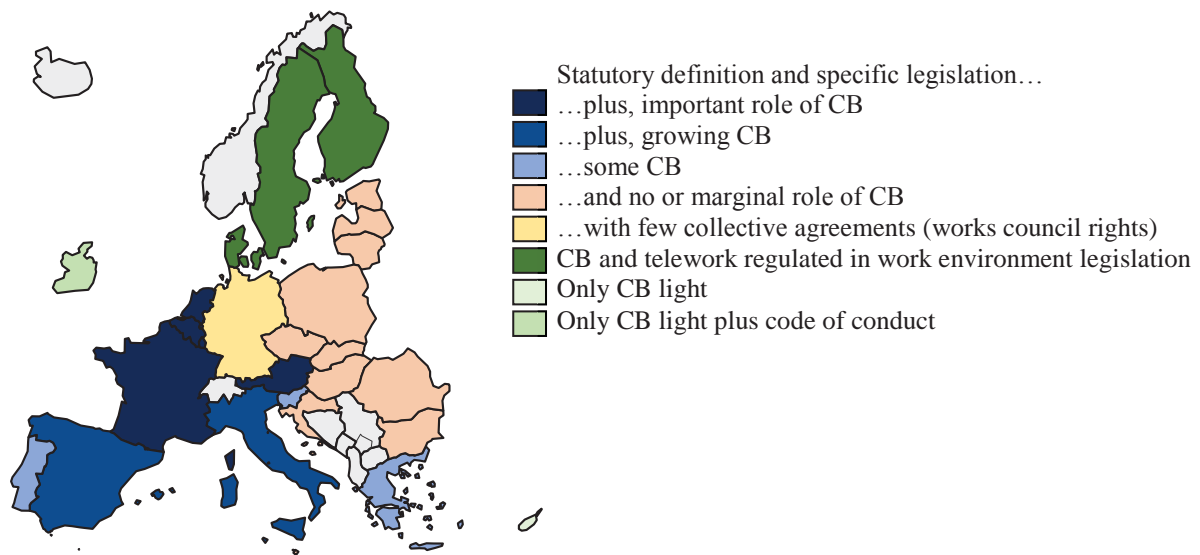 Statutory definition and specific legislation…
…plus, important role of CB
…plus, growing CB
…some CB
…and no or marginal role of CB
…with few collective agreements (works council rights)
CB and telework regulated in work environment legislation
Only CB light
Only CB light plus code of conduct